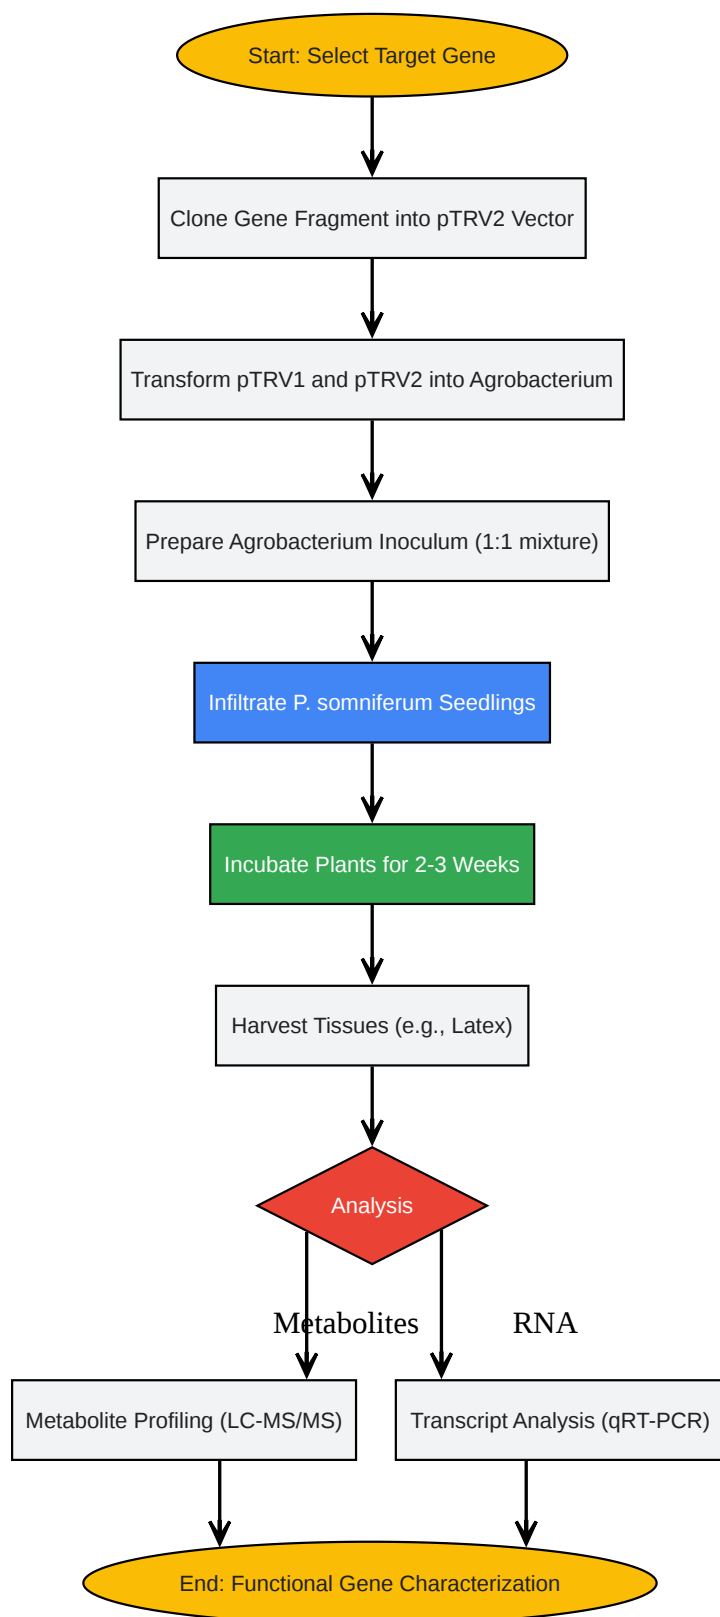 Start: Select Target Gene
Clone Gene Fragment into pTRV2 Vector
Transform pTRV1 and pTRV2 into Agrobacterium
Prepare Agrobacterium Inoculum (1:1 mixture)
Infiltrate P. somniferum Seedlings
Incubate Plants for 2-3 Weeks
Harvest Tissues (e.g., Latex)
Analysis
Metabolites
RNA
Metabolite Profiling (LC-MS/MS)
Transcript Analysis (qRT-PCR)
End: Functional Gene Characterization